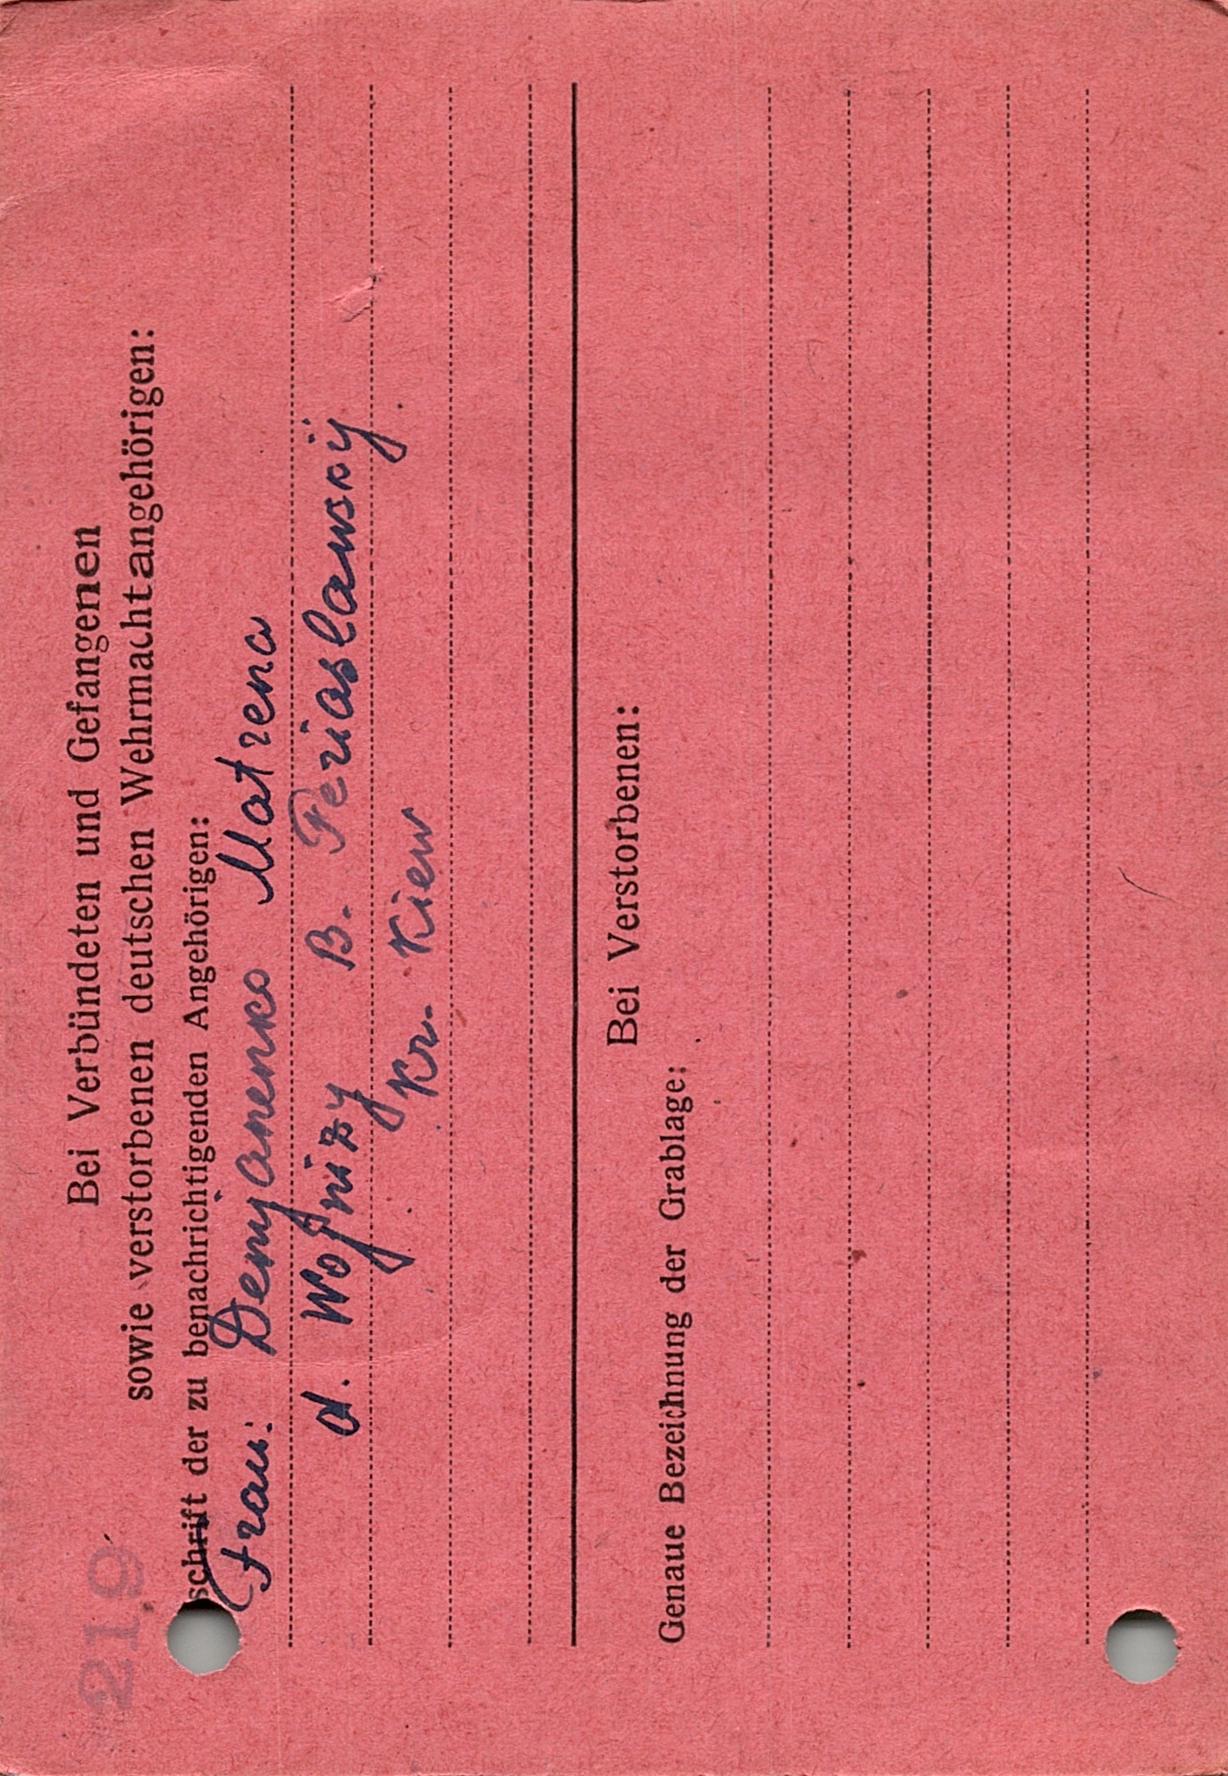 219
Bei Verbündeten und Gefangenen
sowie verstorbenen deutschen Wehrmachtangehörigen:
schrift der zu benachrichtigenden Angehörigen:
Frau: Demjanenko Matrena
d. Wofnizy B. Periaslawskij
Kr. Kiew
Bei Verstorbenen:
Genaue Bezeichnung der Grablage: